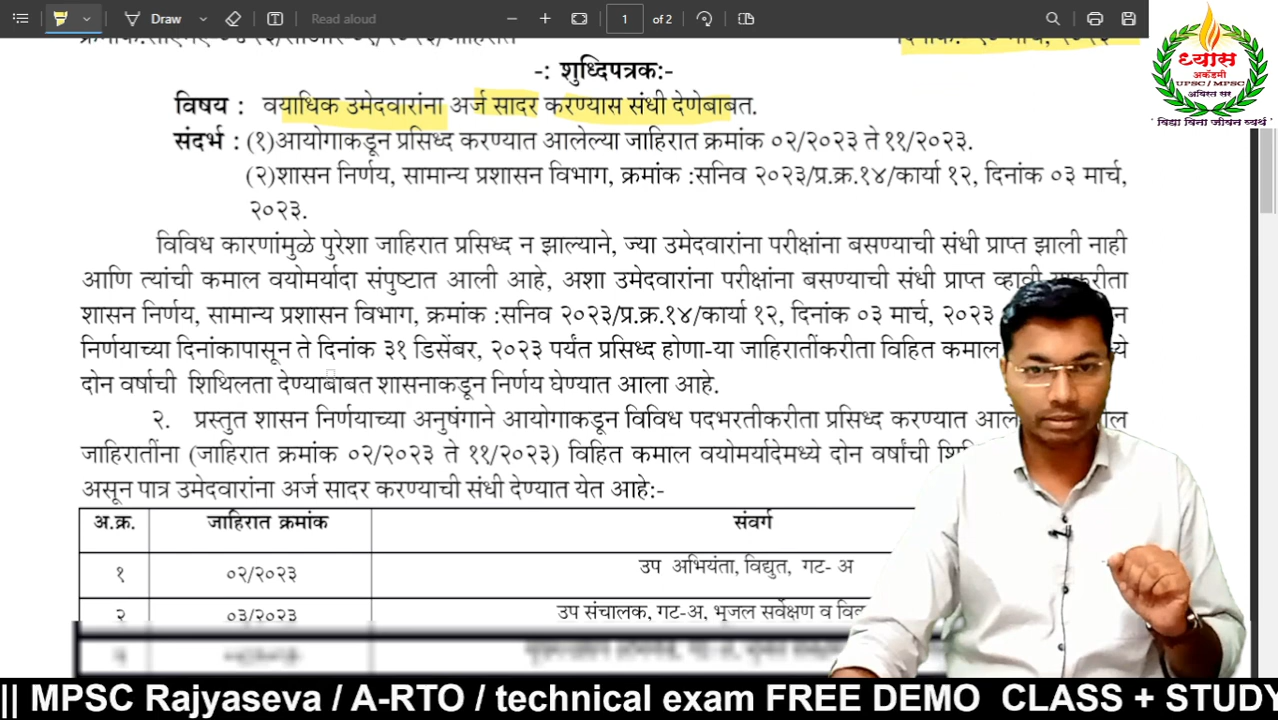 Draw
Read aloud
1 of 2
-: शुध्दिपत्रक:-
विषय : वयाधिक उमेदवारांना अर्ज सादर करण्यास संधी देणेबाबत.
संदर्भ : (१)आयोगाकडून प्रसिध्द करण्यात आलेल्या जाहिरात क्रमांक ०२/२०२३ ते ११/२०२३.
(२)शासन निर्णय, सामान्य प्रशासन विभाग, क्रमांक :सनिव २०२३/प्र.क्र.१४/कार्या १२, दिनांक ०३ मार्च,
२०२३.
विविध कारणांमुळे पुरेशा जाहिरात प्रसिध्द न झाल्याने, ज्या उमेदवारांना परीक्षांना बसण्याची संधी प्राप्त झाली नाही
आणि त्यांची कमाल वयोमर्यादा संपुष्टात आली आहे, अशा उमेदवारांना परीक्षांना बसण्याची संधी प्राप्त व्हावी याकरीता
शासन निर्णय, सामान्य प्रशासन विभाग, क्रमांक :सनिव २०२३/प्र.क्र.१४/कार्या १२, दिनांक ०३ मार्च, २०२३
निर्णयाच्या दिनांकापासून ते दिनांक ३१ डिसेंबर, २०२३ पर्यंत प्रसिध्द होणा-या जाहिरातींकरीता विहित कमाल
दोन वर्षाची शिथिलता देण्याबाबत शासनाकडून निर्णय घेण्यात आला आहे.
२. प्रस्तुत शासन निर्णयाच्या अनुषंगाने आयोगाकडून विविध पदभरतीकरीता प्रसिध्द करण्यात
जाहिरातींना (जाहिरात क्रमांक ०२/२०२३ ते ११/२०२३) विहित कमाल वयोमर्यादेमध्ये दोन वर्षांची
असून पात्र उमेदवारांना अर्ज सादर करण्याची संधी देण्यात येत आहे:-
अ.क्र. जाहिरात क्रमांक संवर्ग
१ ०२/२०२३ उप अभियंता, विद्युत, गट- अ
२ ०३/२०२३ उप संचालक, गट-अ, भूजल सर्वेक्षण व
ध्यास
अकॅडमी
UPSC/MPSC
अविरत सर
विद्या विना जीवन व्यर्थ
|| MPSC Rajyaseva / A-RTO / technical exam FREE DEMO CLASS + STUDY